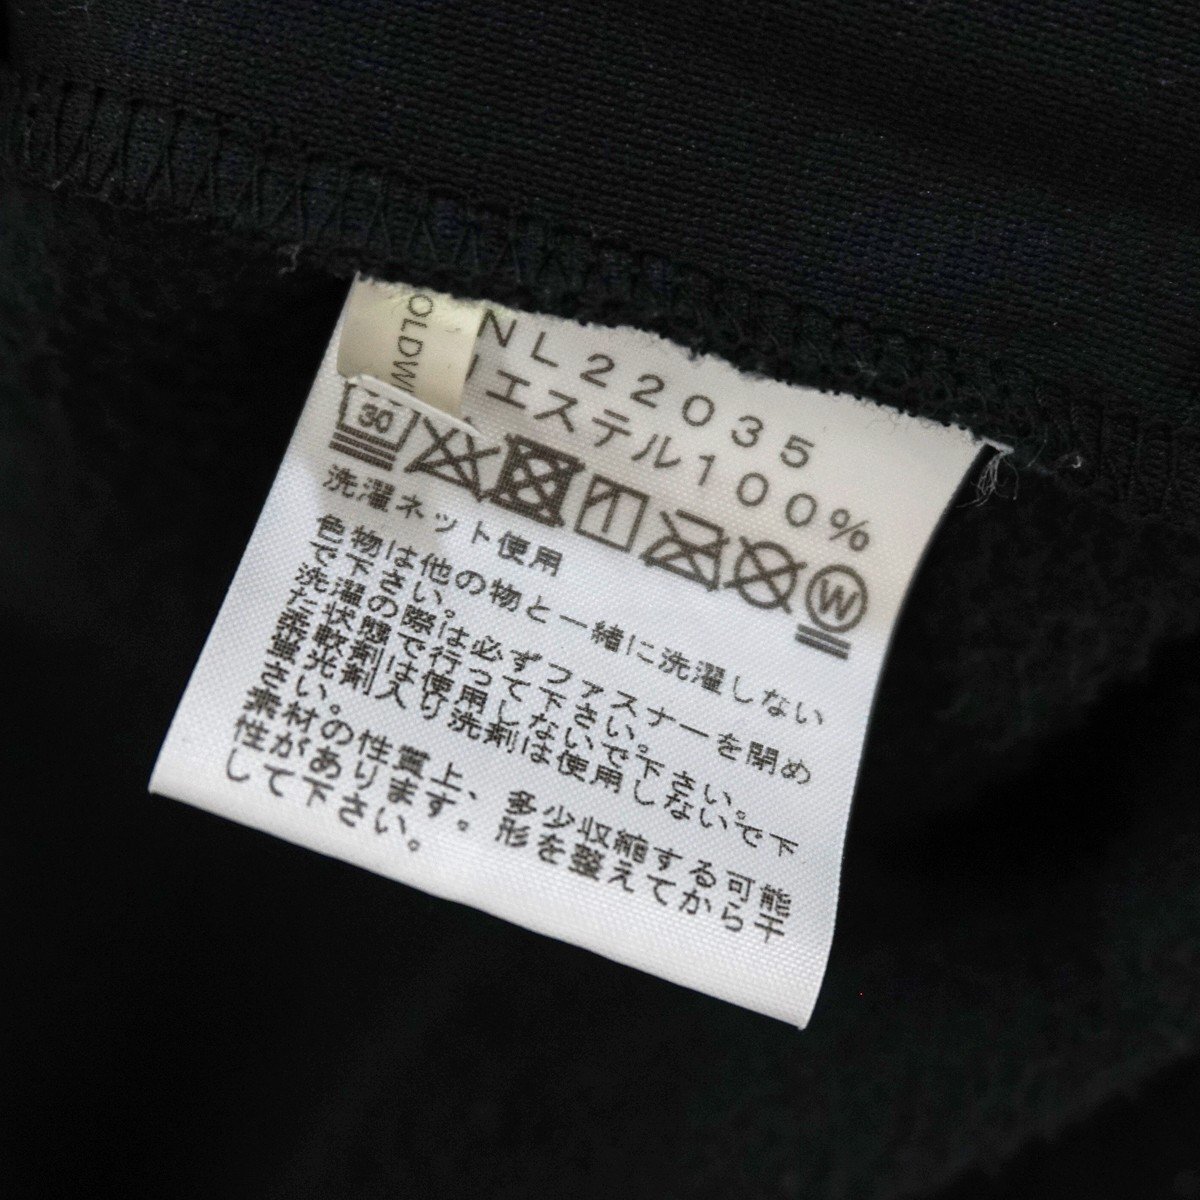 OLDWI
NL22035
リエステル100%
30
W
洗濯ネット使用
色物は他の物と一緒に洗濯しない
で下さい。
洗濯の際は必ずファスナーを閉め
た状態で行って下さい。
柔軟剤は使用しないで下さい。
蛍光剤入り洗剤は使用しないで下
さい。
素材の性質上、多少収縮する可能
性があります。形を整えてから干
して下さい。